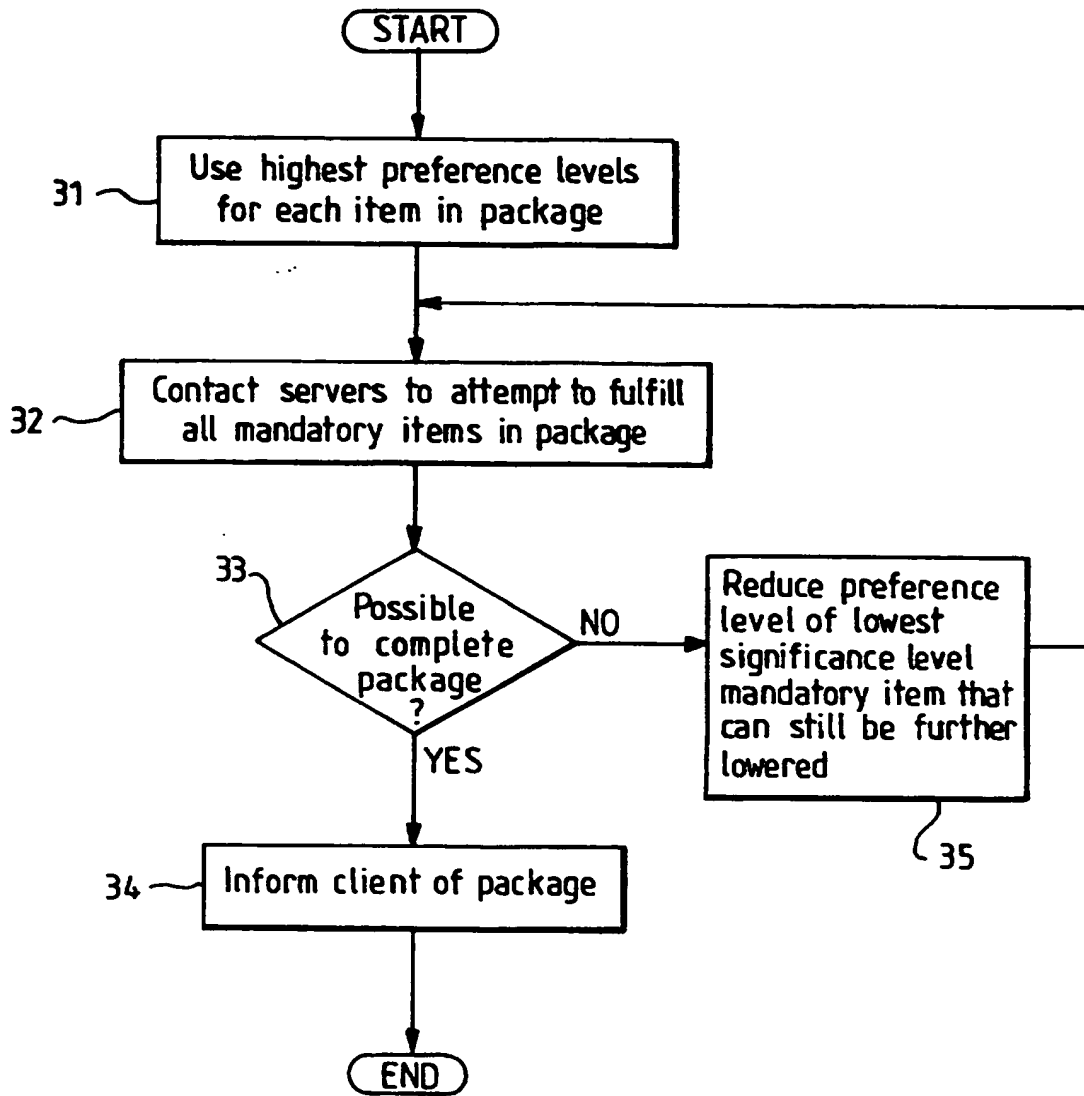 START
31
Use highest preference levels
for each item in package
32
Contact servers to attempt to fulfill
all mandatory items in package
33
Possible
to complete
package
?
NO
YES
Reduce preference
level of lowest
significance level
mandatory item that
can still be further
lowered
35
34
Inform client of package
END